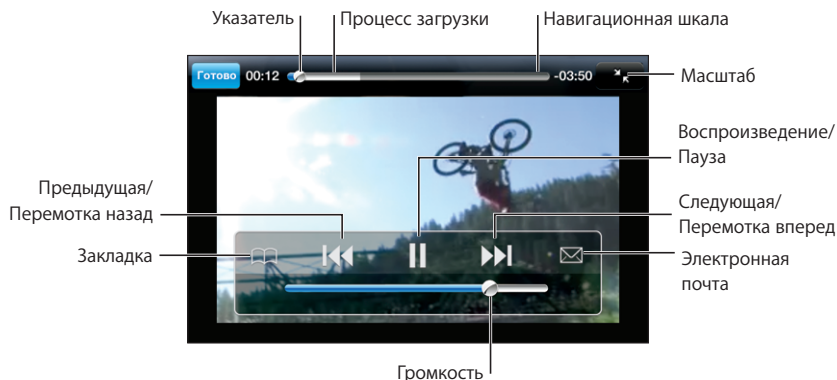 Указатель
Процесс загрузки
Навигационная шкала
Готово
00:12
-03:50
Масштаб
Воспроизведение/
Пауза
Предыдущая/
Перемотка назад
Следующая/
Перемотка вперед
Закладка
Электронная
почта
Громкость